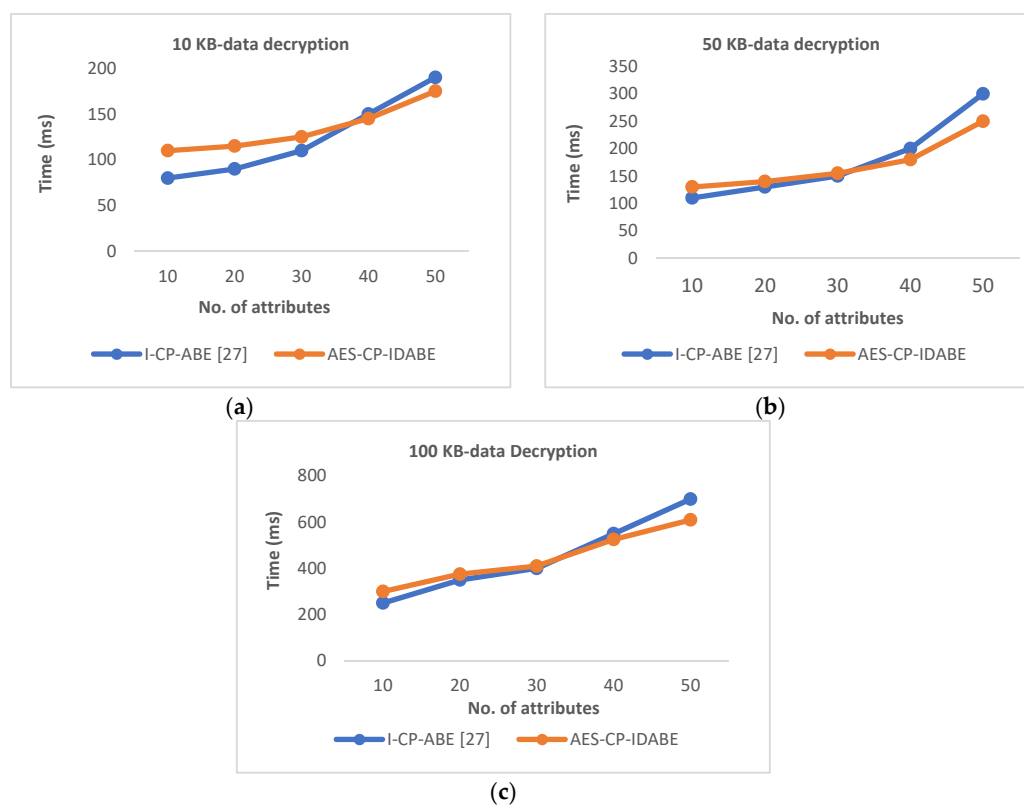 10 KB-data decryption
200
150
100
50
0
Time (ms)
10 20 30 40 50
No. of attributes
I-CP-ABE [27] AES-CP-IDABE
(a)
50 KB-data decryption
350
300
250
200
150
100
50
0
Time (ms)
10 20 30 40 50
No. of attributes
I-CP-ABE [27] AES-CP-IDABE
(b)
100 KB-data Decryption
800
600
400
200
0
Time (ms)
10 20 30 40 50
No. of attributes
I-CP-ABE [27] AES-CP-IDABE
(c)